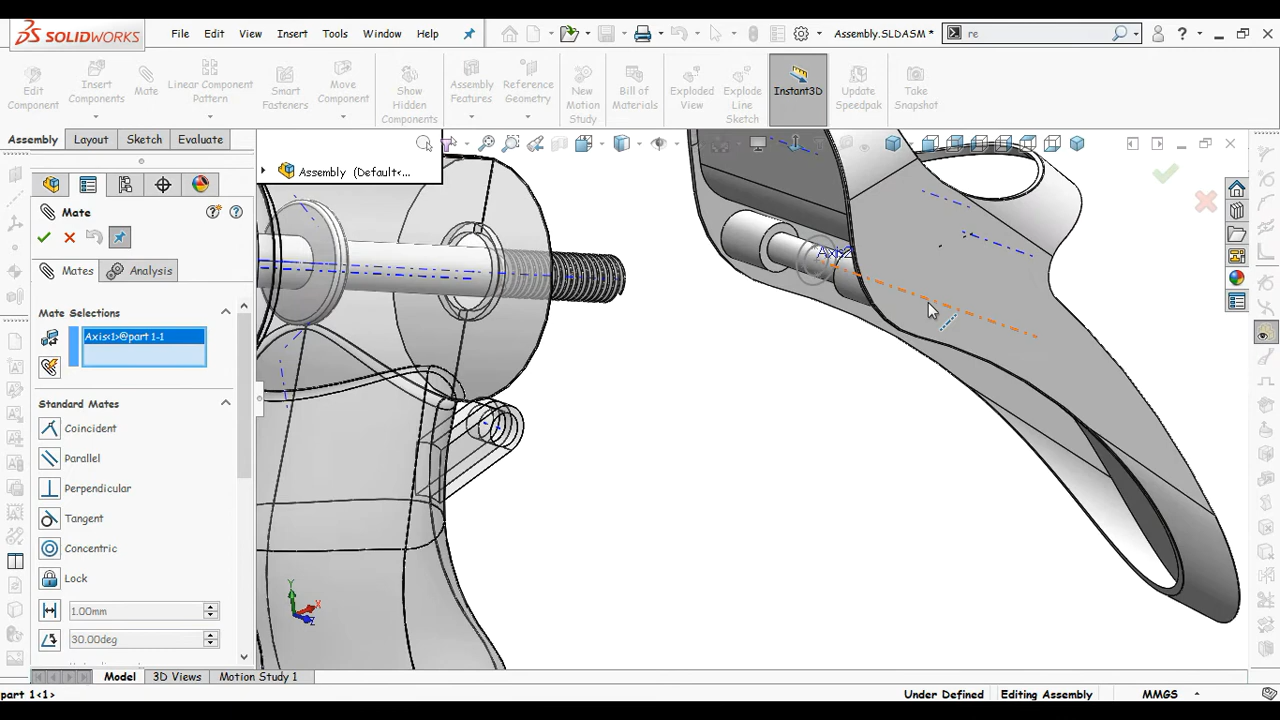 SOLIDWORKS File Edit View Insert Tools Window Help Assembly.SLDASM * re ?
Edit Component
Insert Components
Mate
Linear Component Pattern
Smart Fasteners
Move Component
Show Hidden Components
Assembly Features
Reference Geometry
New Motion Study
Bill of Materials
Exploded View
Explode Line Sketch
Instant3D
Update Speedpak
Take Snapshot
Assembly Layout Sketch Evaluate
Assembly (Default<...
Mate
Mates Analysis
Mate Selections
Axis<1>@part 1-1
Standard Mates
Coincident
Parallel
Perpendicular
Tangent
Concentric
Lock
1.00mm
30.00deg
Axis2
Y
X
Z
Model 3D Views Motion Study 1
part 1<1> Under Defined Editing Assembly MMGS